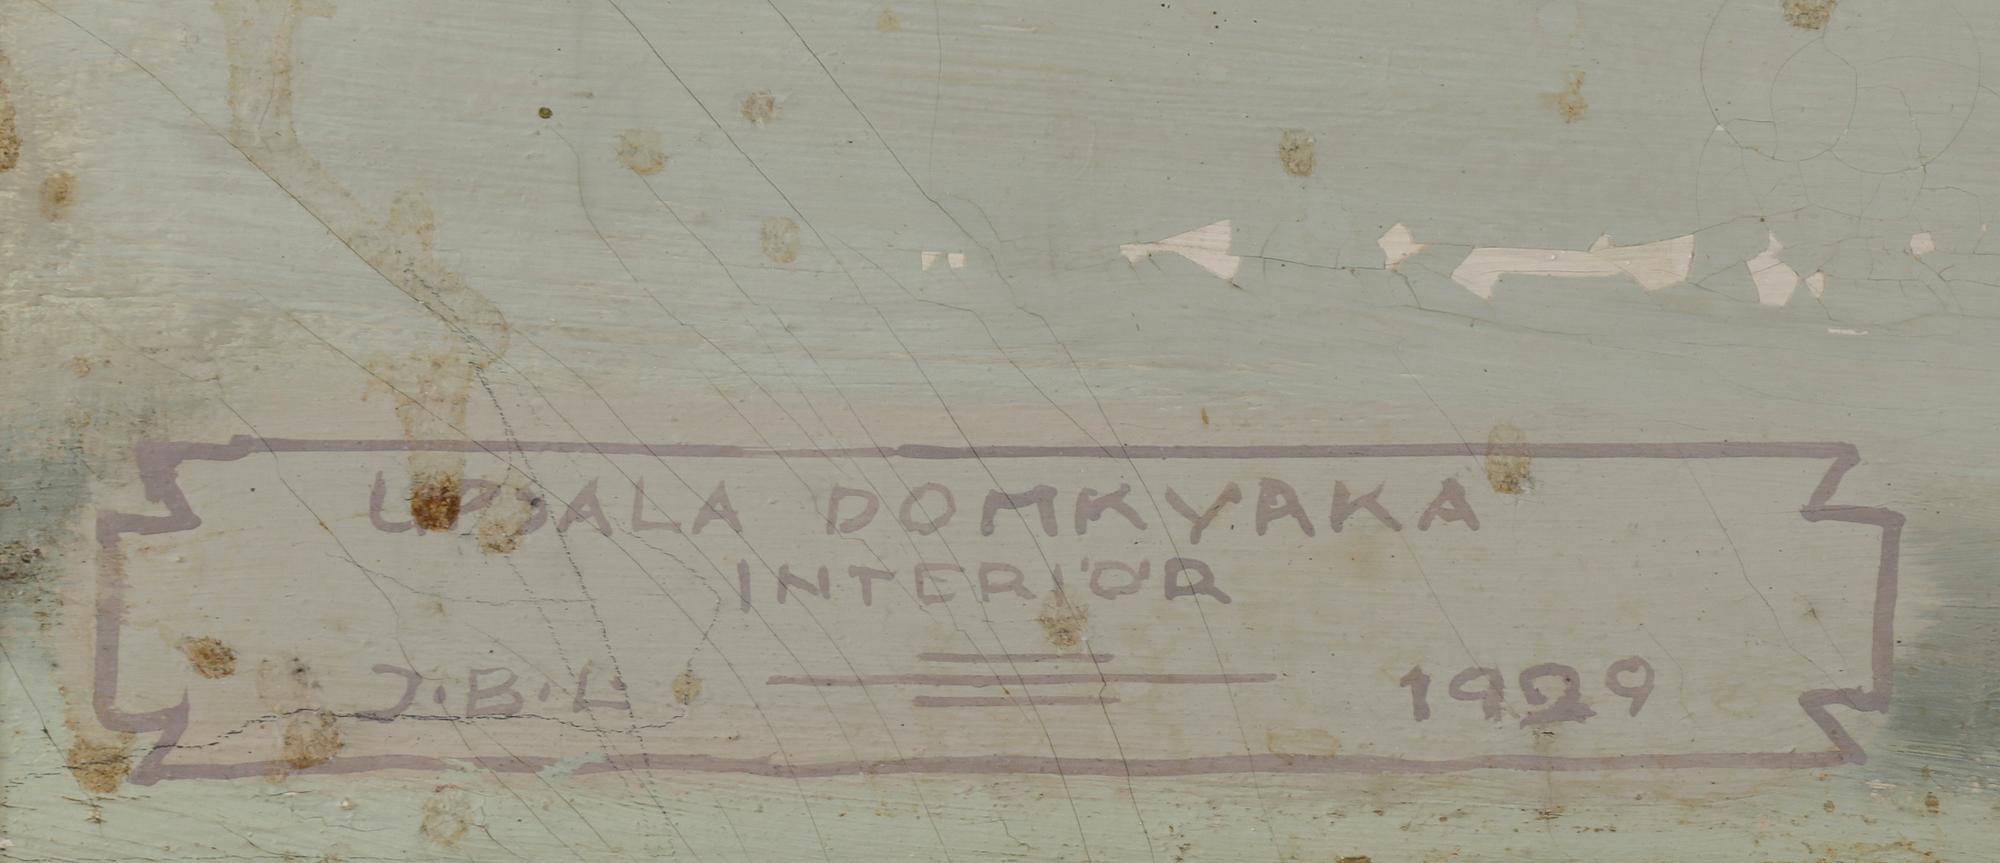 UPSALA DOMKYRKA
INTERIÖR
J·B·L 1929